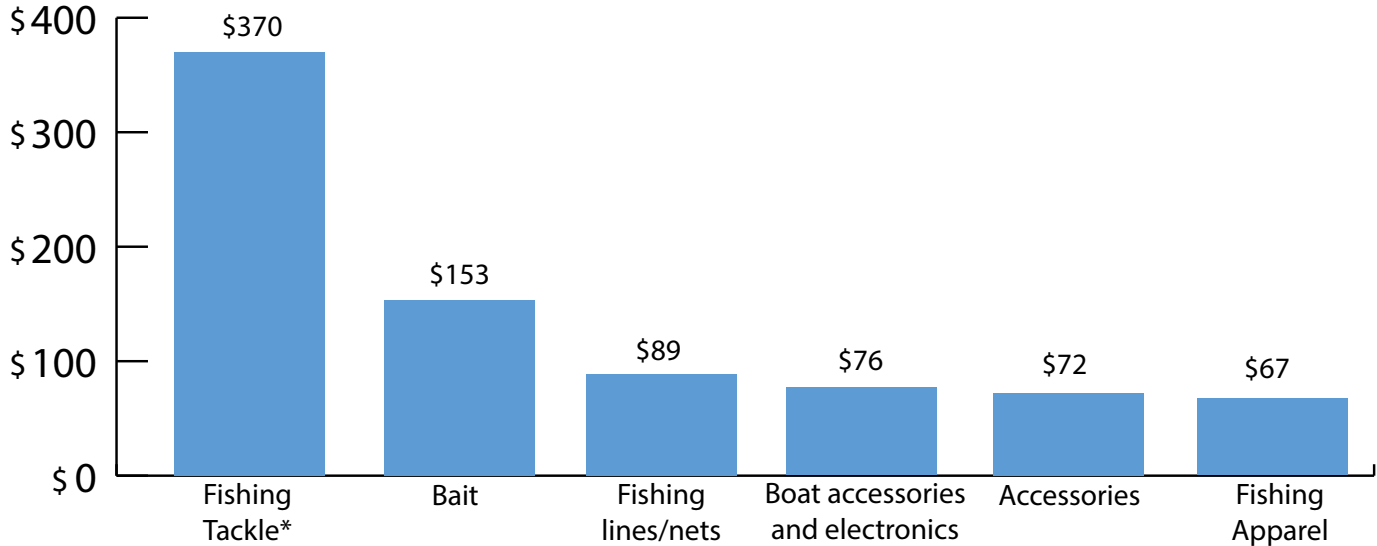 $400
$300
$200
$100
$0
$370
$153
$89
$76
$72
$67
Fishing
Tackle*
Bait
Fishing
lines/nets
Boat accessories
and electronics
Accessories
Fishing
Apparel